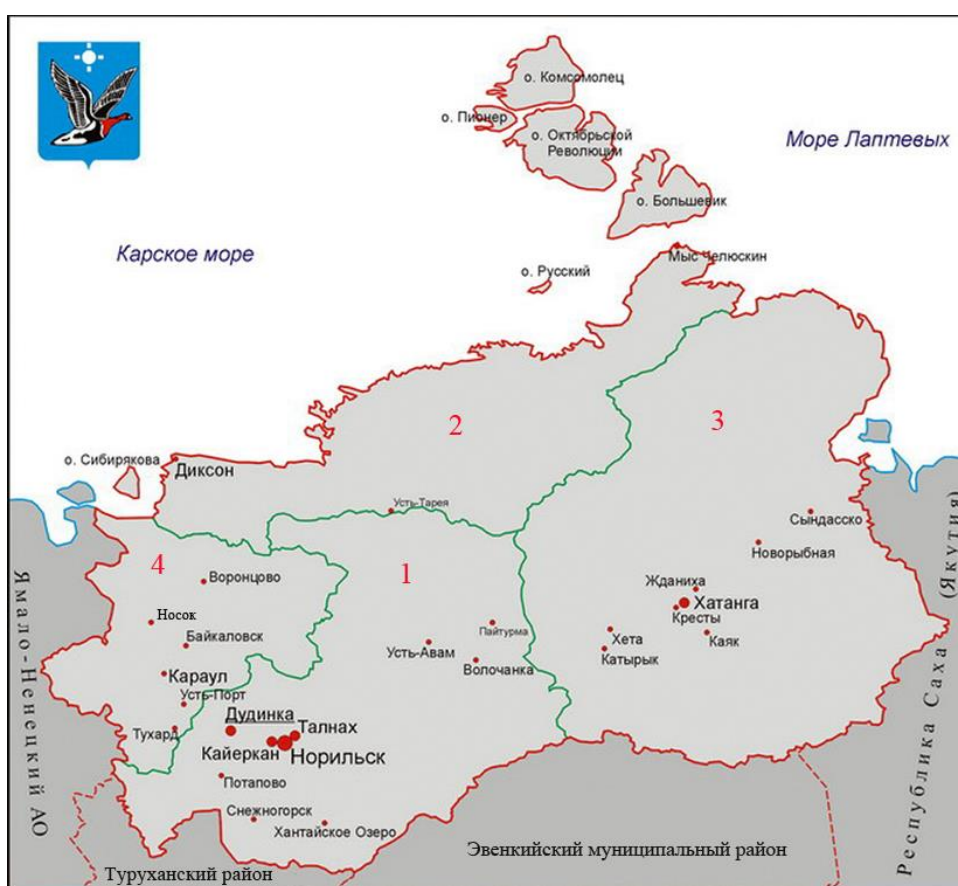 о. Комсомолец
о. Пионер
о. Октябрьской
Революции
Море Лаптевых
о. Большевик
Карское море
Мыс Челюскин
о. Русский
2
3
о. Сибирякова
Диксон
Усть-Тарея
Сындасско
4
Воронцово
1
Новорыбная
Жданиха
Хатанга
Кресты
Носок
Пайтурма
Хета
Каяк
Байкаловск
Усть-Авам
Катырык
Волочанка
Караул
Усть-Порт
Дудинка
Талнах
Тухард
Кайеркан
Норильск
Потапово
Снежногорск
Хантайское Озеро
Эвенкийский муниципальный район
Туруханский район
Ямало-Ненецкий АО
Республика Саха (Якутия)